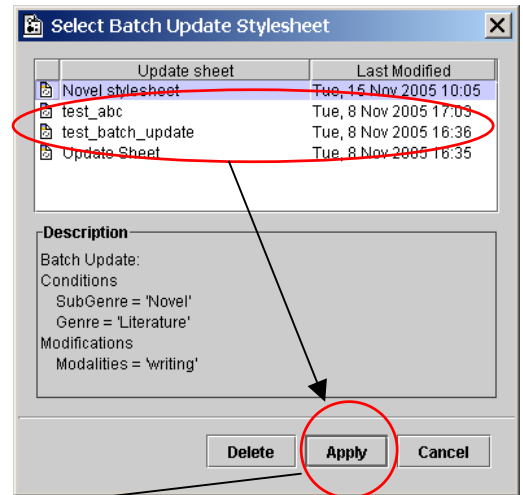 Select Batch Update Stylesheet
Update sheet Last Modified
Novel stylesheet Tue, 15 Nov 2005 10:05
test_abc Tue, 8 Nov 2005 17:03
test_batch_update Tue, 8 Nov 2005 16:36
Update Sheet Tue, 8 Nov 2005 16:35
Description
Batch Update:
Conditions
SubGenre = 'Novel'
Genre = 'Literature'
Modifications
Modalities = 'writing'
Delete Apply Cancel